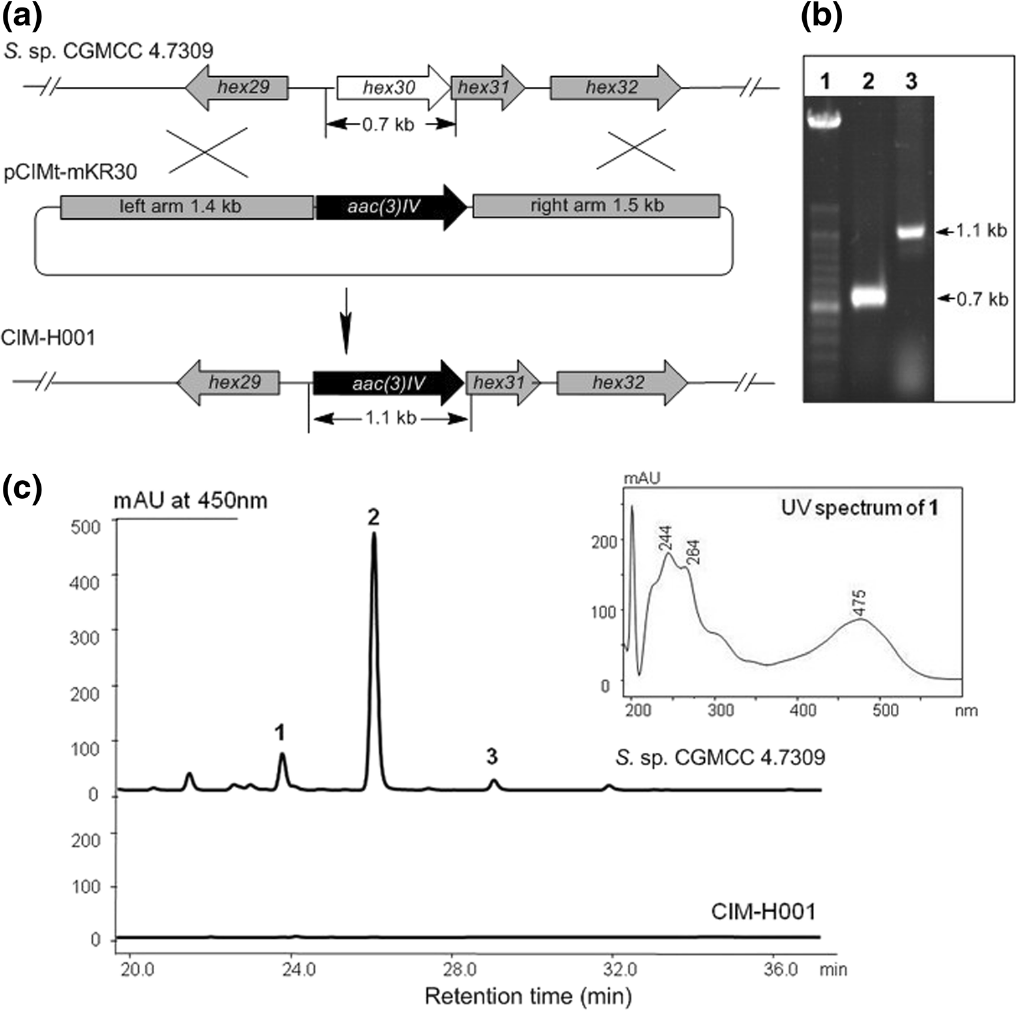 (a)
S. sp. CGMCC 4.7309
hex29 hex30 hex31 hex32
0.7 kb
pCIMt-mKR30
left arm 1.4 kb aac(3)IV right arm 1.5 kb
CIM-H001
hex29 aac(3)IV hex31 hex32
1.1 kb
(b)
1 2 3
1.1 kb
0.7 kb
(c)
mAU at 450nm
500
400
300
200
100
0
1
2
3
S. sp. CGMCC 4.7309
mAU
UV spectrum of 1
200
100
0
244
264
475
200 300 400 500 nm
200
100
0
CIM-H001
20.0 24.0 28.0 32.0 36.0 min
Retention time (min)